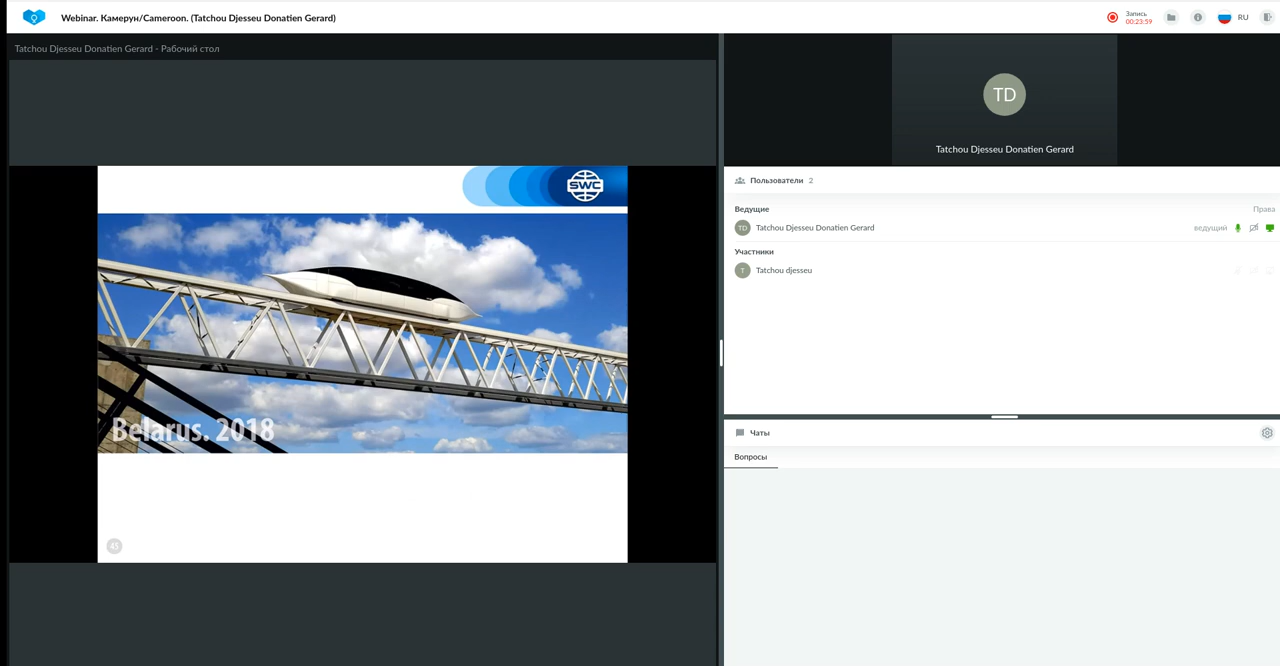 Webinar. Камерун/Cameroon. (Tatchou Djesseu Donatien Gerard)
Запись
00:23:59
RU
Tatchou Djesseu Donatien Gerard - Рабочий стол
SWC
Belarus. 2018
45
TD
Tatchou Djesseu Donatien Gerard
Пользователи 2
Ведущие Права
TD Tatchou Djesseu Donatien Gerard ведущий
Участники
T Tatchou djesseu
Чаты
Вопросы